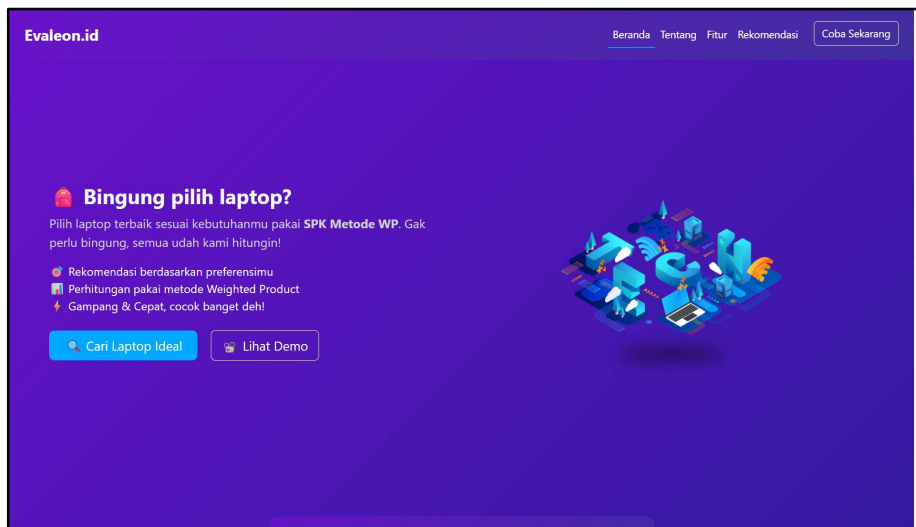 Evaleon.id
Beranda Tentang Fitur Rekomendasi Coba Sekarang
🎒 Bingung pilih laptop?
Pilih laptop terbaik sesuai kebutuhanmu pakai SPK Metode WP. Gak
perlu bingung, semua udah kami hitungin!
🎯 Rekomendasi berdasarkan preferensimu
📊 Perhitungan pakai metode Weighted Product
⚡ Gampang & Cepat, cocok banget deh!
🔍 Cari Laptop Ideal 📽 Lihat Demo
TECH